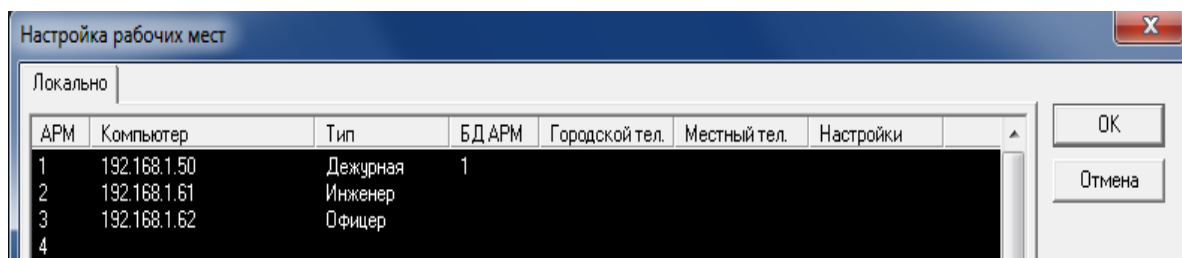 Настройка рабочих мест
Локально
АРМ Компьютер Тип БД АРМ Городской тел. Местный тел. Настройки
OK
1 192.168.1.50 Дежурная 1
2 192.168.1.61 Инженер
Отмена
3 192.168.1.62 Офицер
4